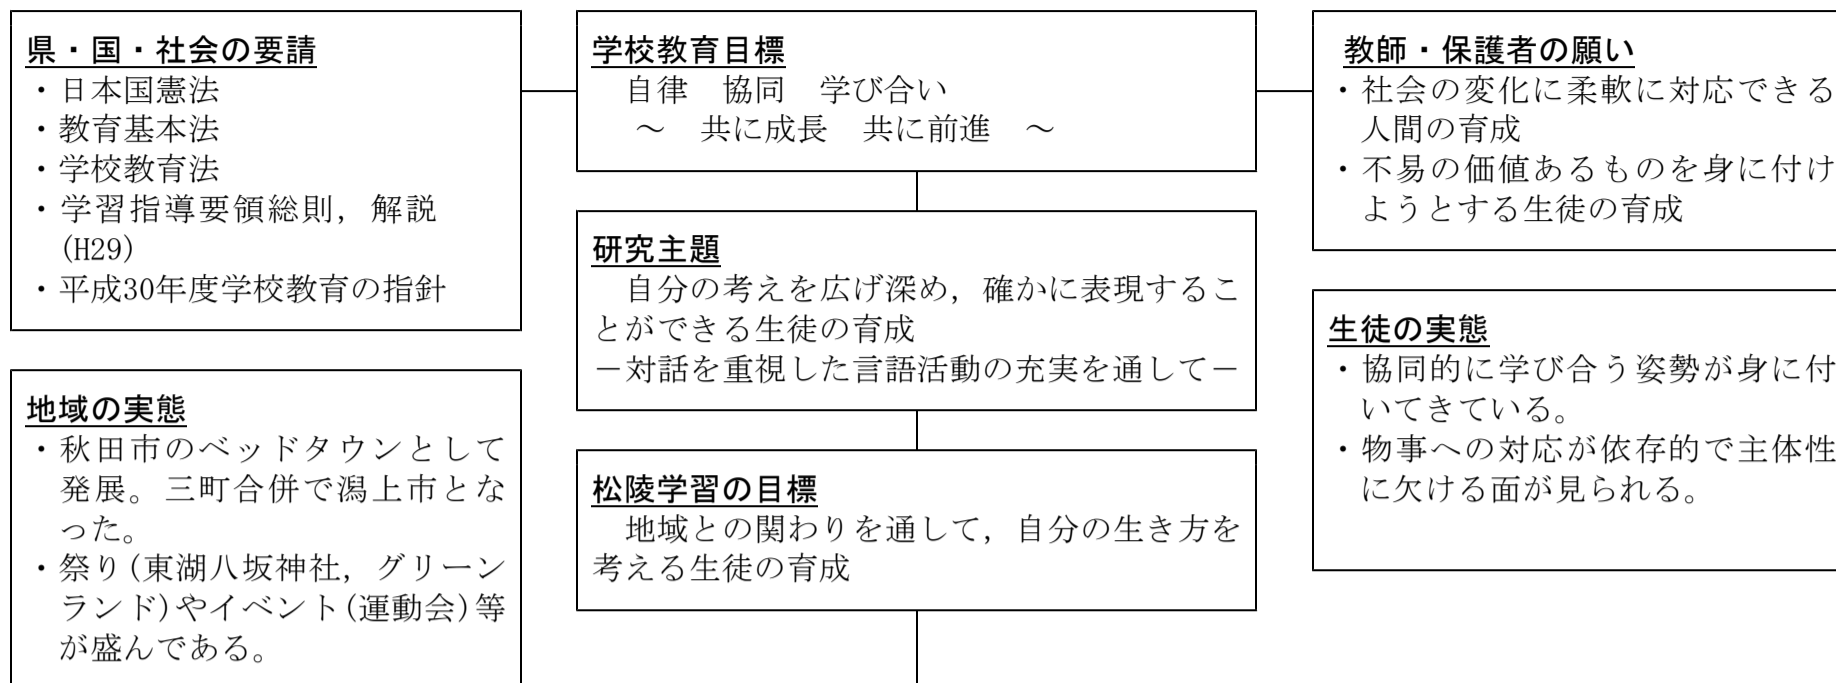 県・国・社会の要請
・日本国憲法
・教育基本法
・学校教育法
・学習指導要領総則，解説
(H29)
・平成30年度学校教育の指針
地域の実態
・秋田市のベッドタウンとして
発展。三町合併で潟上市とな
った。
・祭り(東湖八坂神社，グリーン
ランド)やイベント(運動会)等
が盛んである。
学校教育目標
自律　協同　学び合い
～　共に成長　共に前進　～
研究主題
自分の考えを広げ深め，確かに表現するこ
とができる生徒の育成
－対話を重視した言語活動の充実を通して－
松陵学習の目標
地域との関わりを通して，自分の生き方を
考える生徒の育成
教師・保護者の願い
・社会の変化に柔軟に対応できる
人間の育成
・不易の価値あるものを身に付け
ようとする生徒の育成
生徒の実態
・協同的に学び合う姿勢が身に付
いてきている。
・物事への対応が依存的で主体性
に欠ける面が見られる。